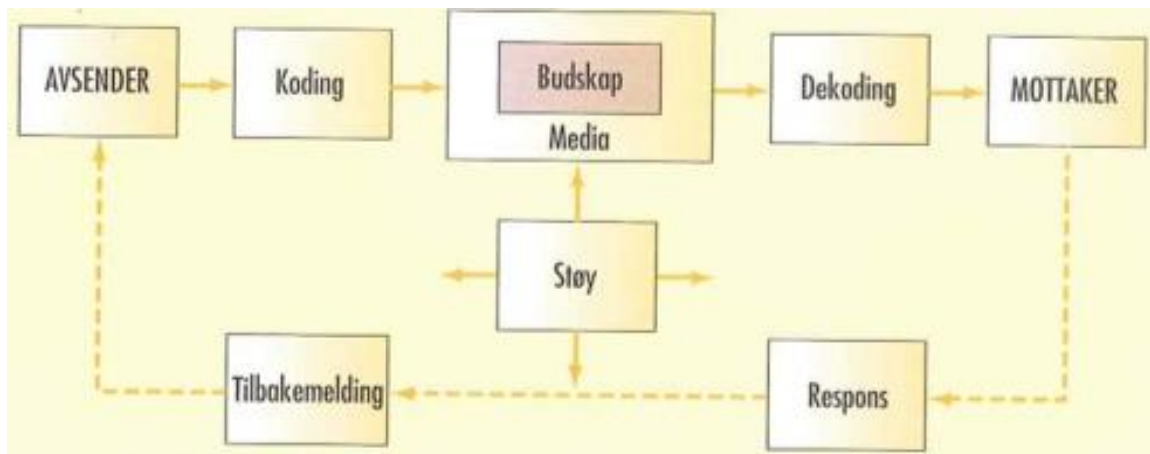 AVSENDER
Koding
Budskap
Media
Dekoding
MOTTAKER
Støy
Tilbakemelding
Respons